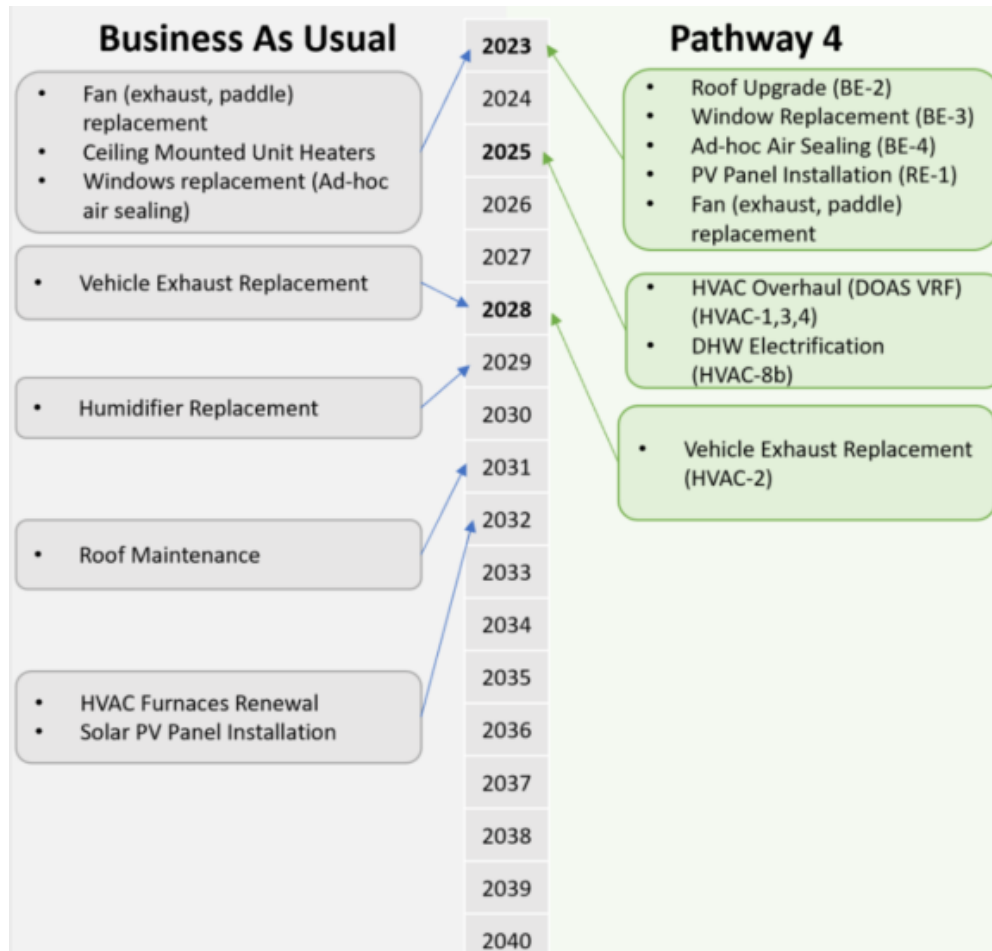 Business As Usual
• Fan (exhaust, paddle)
replacement
• Ceiling Mounted Unit Heaters
• Windows replacement (Ad-hoc
air sealing)
• Vehicle Exhaust Replacement
• Humidifier Replacement
• Roof Maintenance
• HVAC Furnaces Renewal
• Solar PV Panel Installation
2023
2024
2025
2026
2027
2028
2029
2030
2031
2032
2033
2034
2035
2036
2037
2038
2039
2040
Pathway 4
• Roof Upgrade (BE-2)
• Window Replacement (BE-3)
• Ad-hoc Air Sealing (BE-4)
• PV Panel Installation (RE-1)
• Fan (exhaust, paddle)
replacement
• HVAC Overhaul (DOAS VRF)
(HVAC-1,3,4)
• DHW Electrification
(HVAC-8b)
• Vehicle Exhaust Replacement
(HVAC-2)